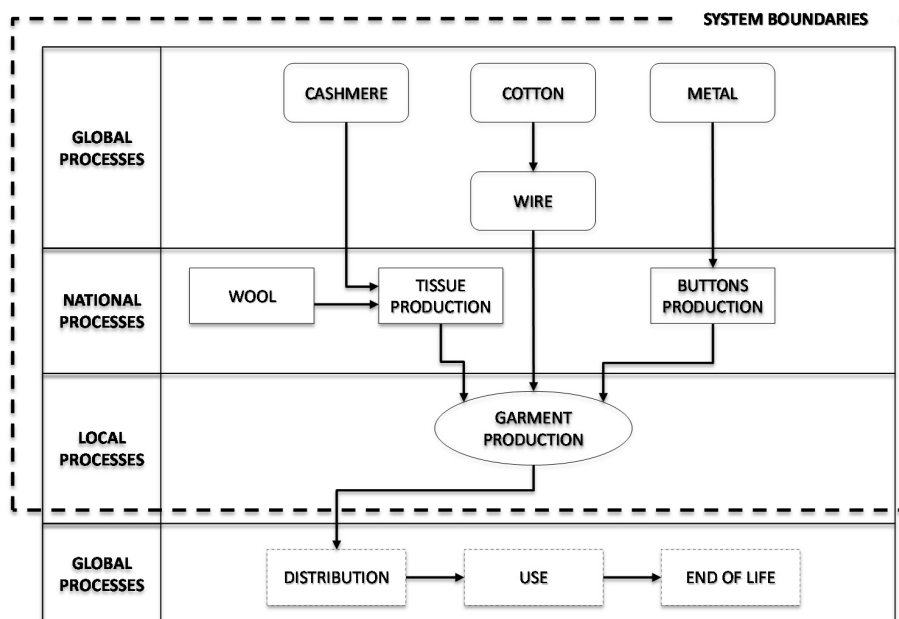 SYSTEM BOUNDARIES
GLOBAL
PROCESSES
CASHMERE
COTTON
METAL
WIRE
NATIONAL
PROCESSES
WOOL
TISSUE
PRODUCTION
BUTTONS
PRODUCTION
LOCAL
PROCESSES
GARMENT
PRODUCTION
GLOBAL
PROCESSES
DISTRIBUTION
USE
END OF LIFE